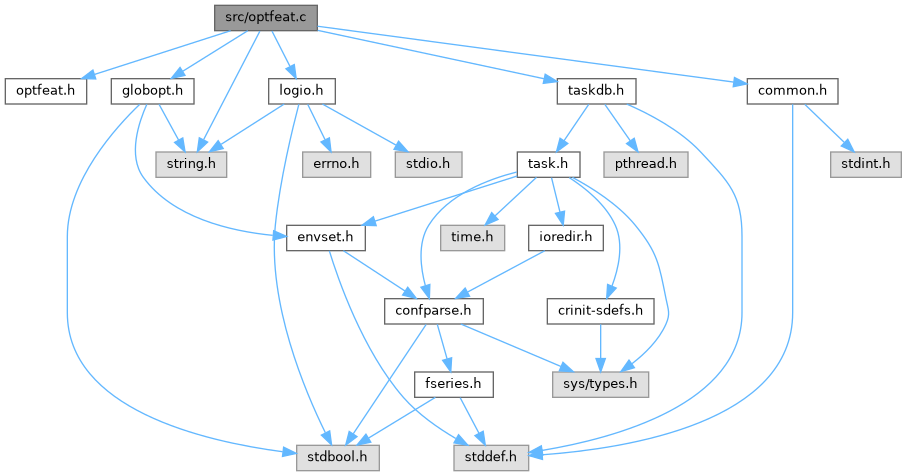 src/optfeat.c
optfeat.h
globopt.h
logio.h
taskdb.h
common.h
string.h
errno.h
stdio.h
task.h
pthread.h
stdint.h
envset.h
time.h
ioredir.h
confparse.h
crinit-sdefs.h
fseries.h
sys/types.h
stdbool.h
stddef.h